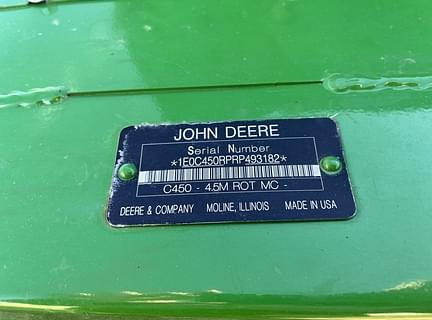 JOHN DEERE
Serial Number
*1E0C450RPRP493182*
C450 - 4.5M ROT MC -
DEERE & COMPANY MOLINE, ILLINOIS MADE IN USA